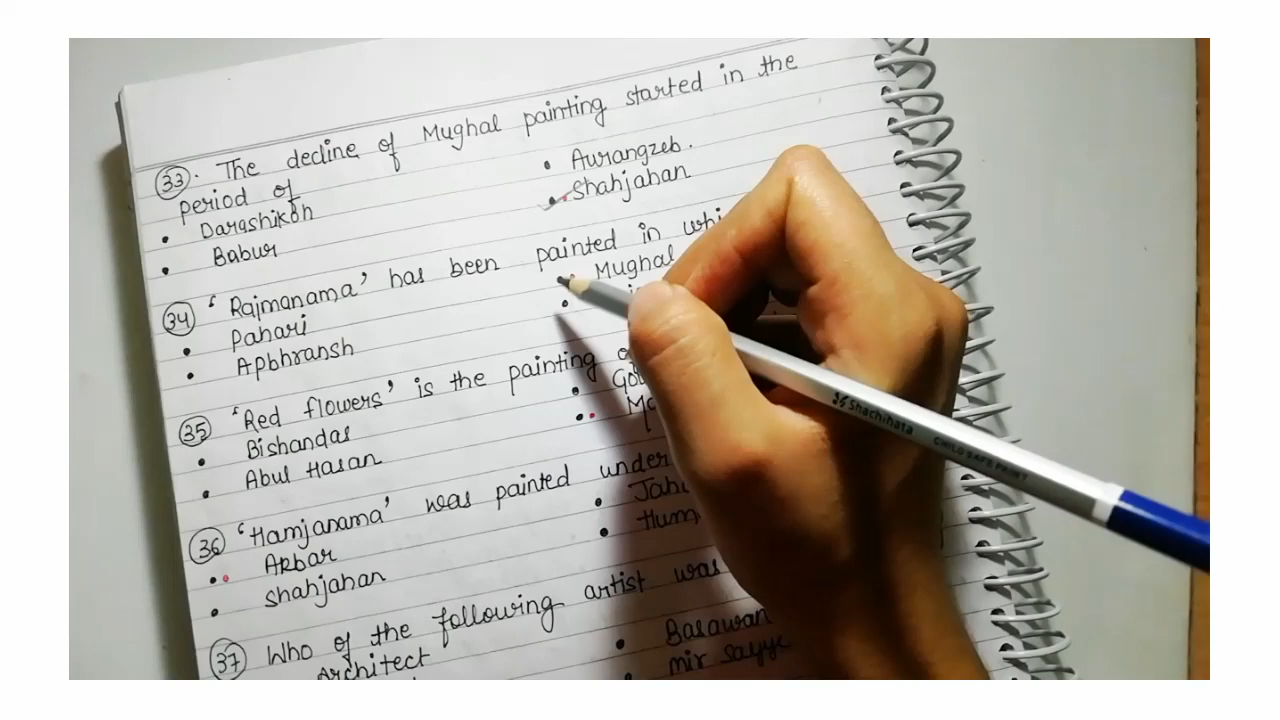 33. The decline of Mughal painting started in the
period of
• Darashikoh • Aurangzeb.
• Babur • Shahjahan
34 'Rajmanama' has been painted in
• Pahari • Mughal
• Apbhransh
35 'Red flowers' is the painting
• Bishandas
• Abul Hasan
36 'Hamjanama' was painted under
• Akbar
• Shahjahan
37 Who of the following artist was
Architect • Basawan
• mir sayye
Shachihata